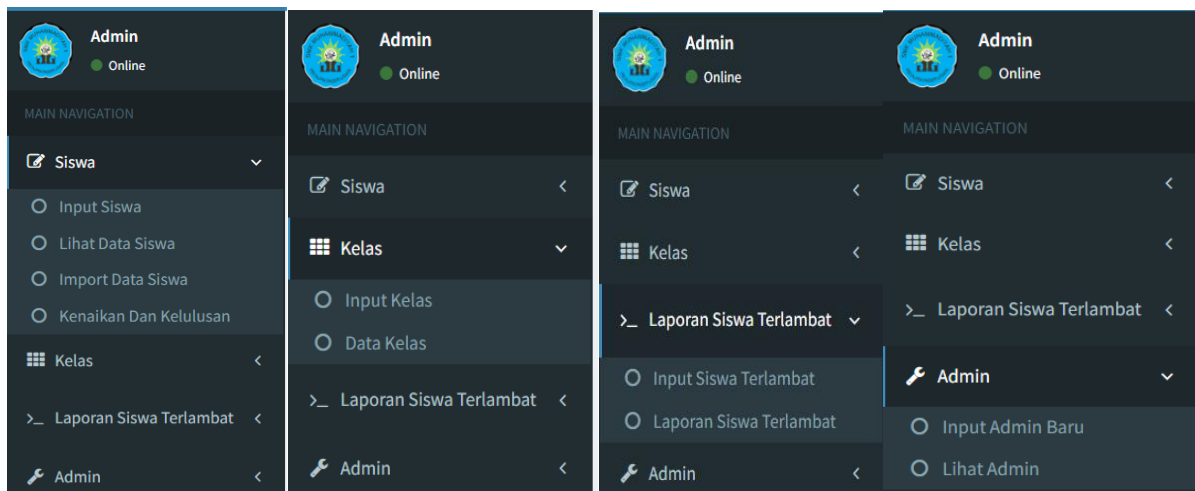 Admin
Online
MAIN NAVIGATION
Siswa
Input Siswa
Lihat Data Siswa
Import Data Siswa
Kenaikan Dan Kelulusan
Kelas
>_ Laporan Siswa Terlambat
Admin
Admin
Online
MAIN NAVIGATION
Siswa
Kelas
Input Kelas
Data Kelas
>_ Laporan Siswa Terlambat
Admin
Admin
Online
MAIN NAVIGATION
Siswa
Kelas
>_ Laporan Siswa Terlambat
Input Siswa Terlambat
Laporan Siswa Terlambat
Admin
Admin
Online
MAIN NAVIGATION
Siswa
Kelas
>_ Laporan Siswa Terlambat
Admin
Input Admin Baru
Lihat Admin